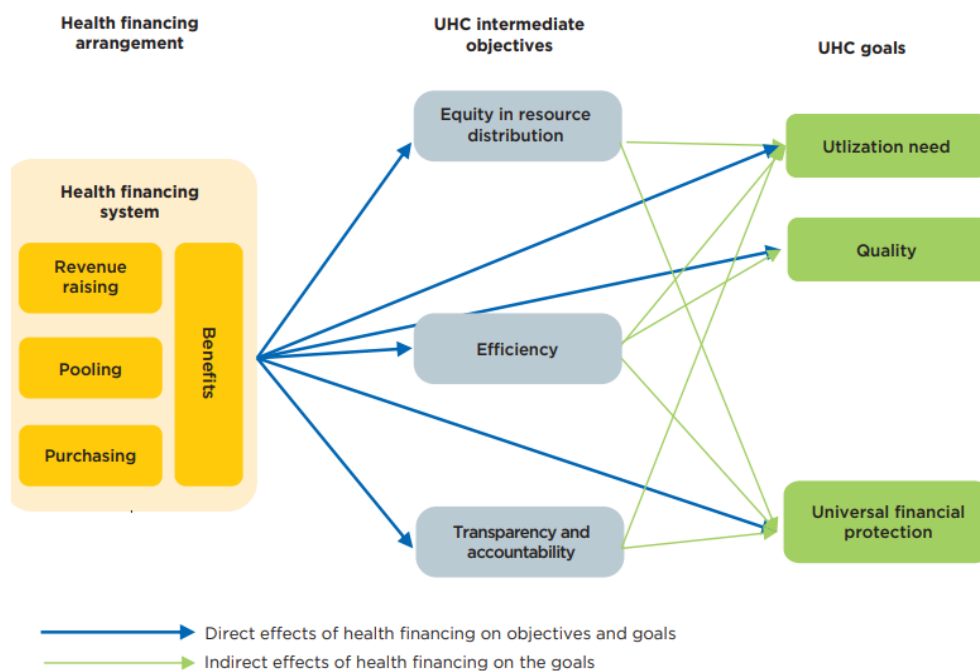 Health financing
arrangement
UHC intermediate
objectives
UHC goals
Health financing
system
Revenue
raising
Pooling
Purchasing
Benefits
Equity in resource
distribution
Efficiency
Transparency and
accountability
Utlization need
Quality
Universal financial
protection
Direct effects of health financing on objectives and goals
Indirect effects of health financing on the goals